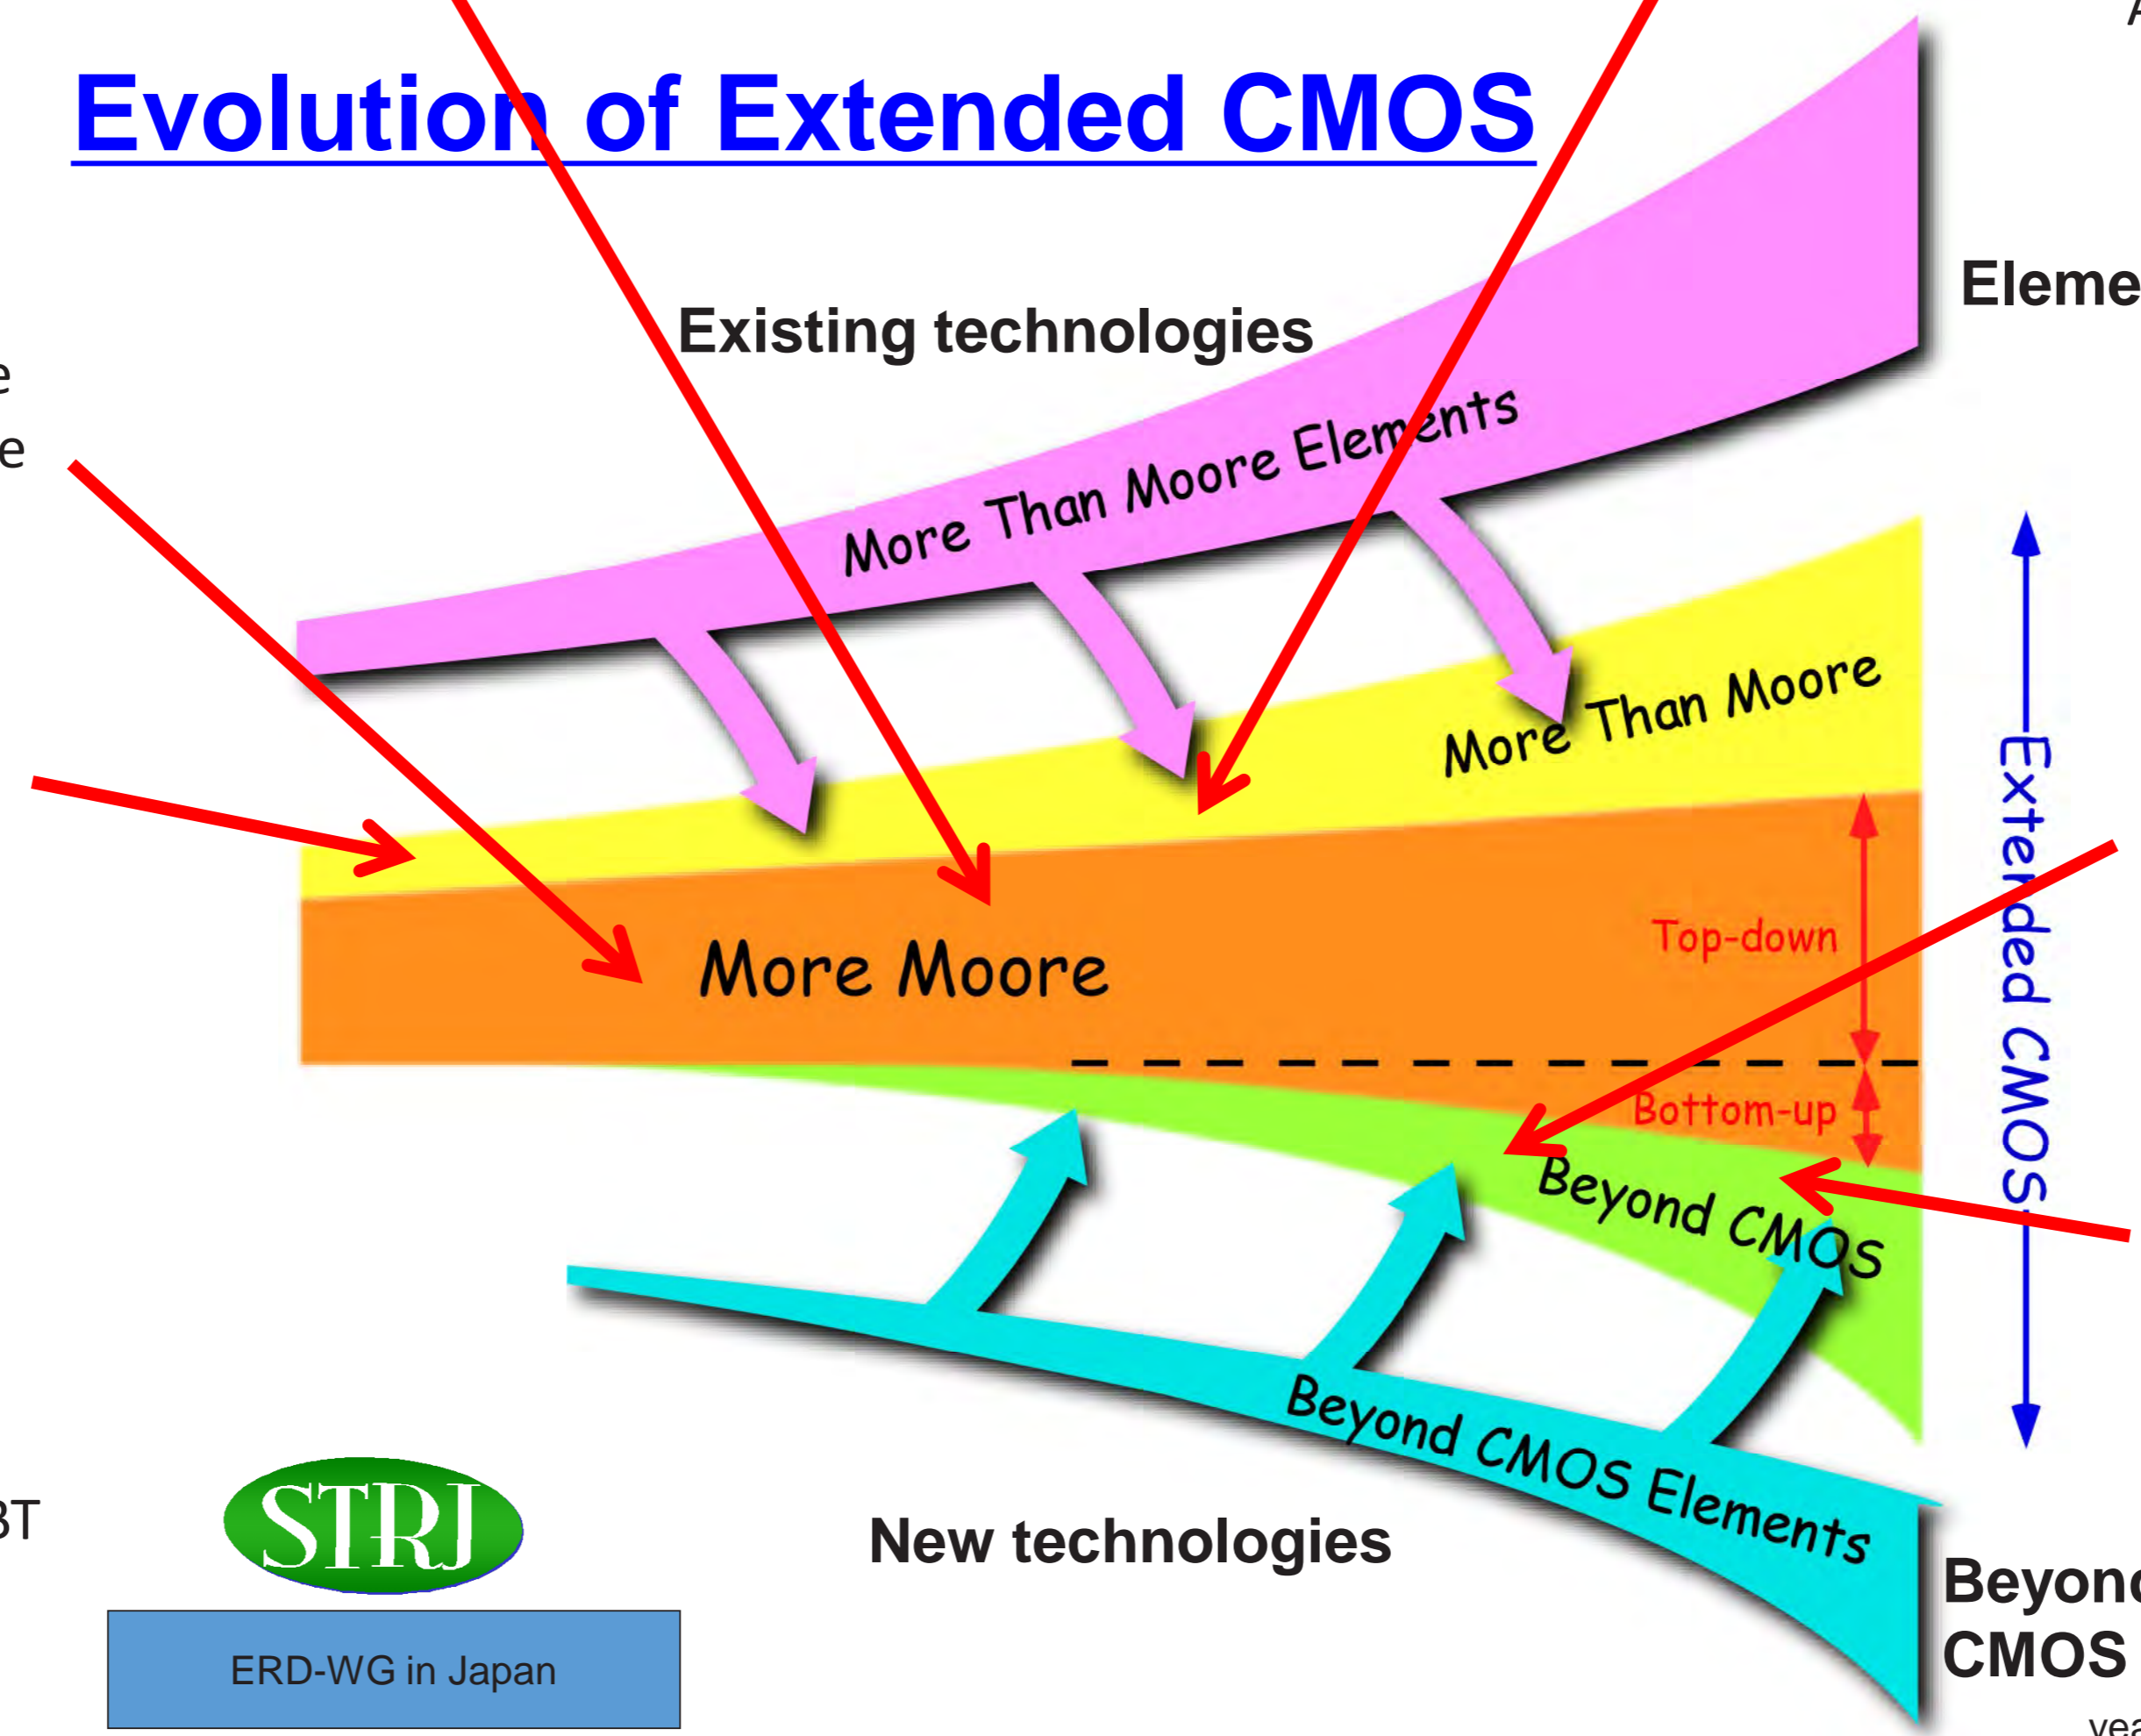 Evolution of Extended CMOS
Existing technologies
More Than Moore Elements
More Than Moore
Extended CMOS
Top-down
More Moore
Bottom-up
Beyond CMOS
Beyond CMOS Elements
New technologies
STRJ
ERD-WG in Japan
CMOS